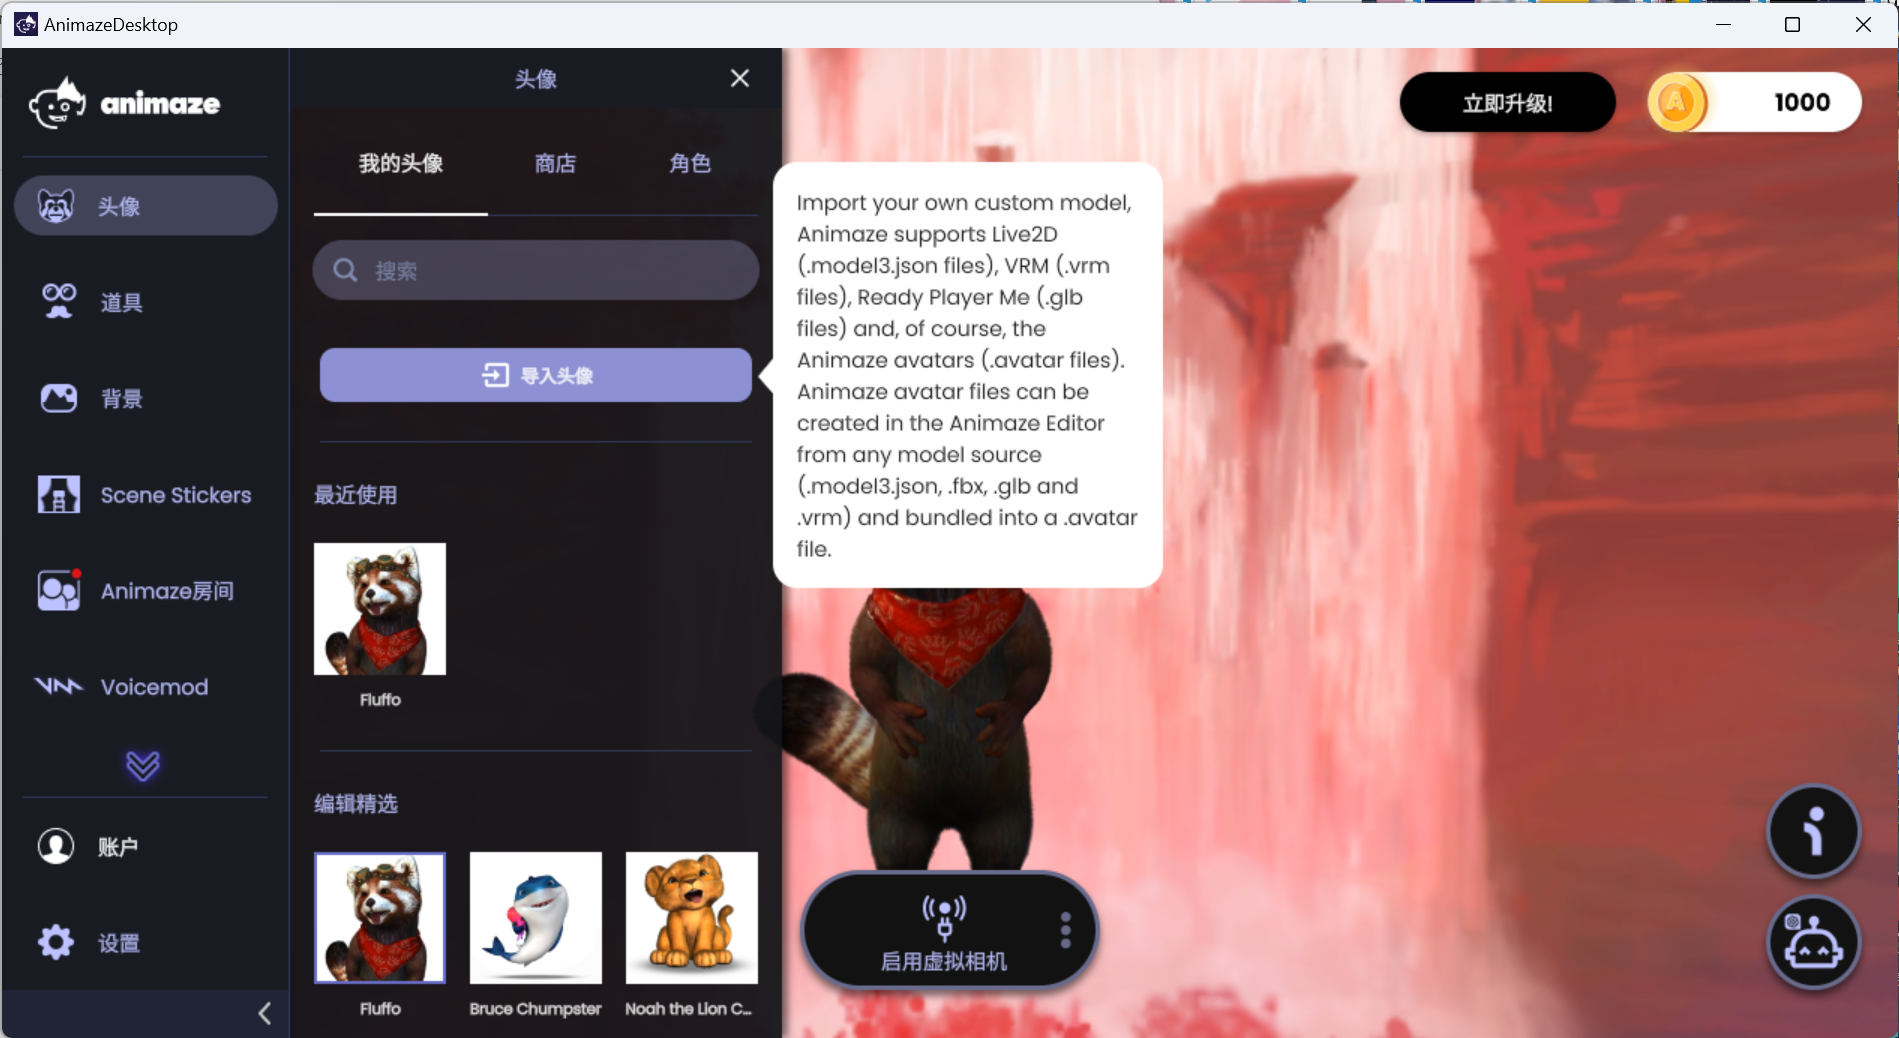 AnimazeDesktop
animaze
头像
道具
背景
Scene Stickers
Animaze房间
Voicemod
账户
设置
头像
我的头像
商店
角色
搜索
导入头像
最近使用
Fluffo
编辑精选
Fluffo
Bruce Chumpster
Noah the Lion C...
Import your own custom model,
Animaze supports Live2D
(.model3.json files), VRM (.vrm
files), Ready Player Me (.glb
files) and, of course, the
Animaze avatars (.avatar files).
Animaze avatar files can be
created in the Animaze Editor
from any model source
(.model3.json, .fbx, .glb and
.vrm) and bundled into a .avatar
file.
立即升级!
A
1000
启用虚拟相机